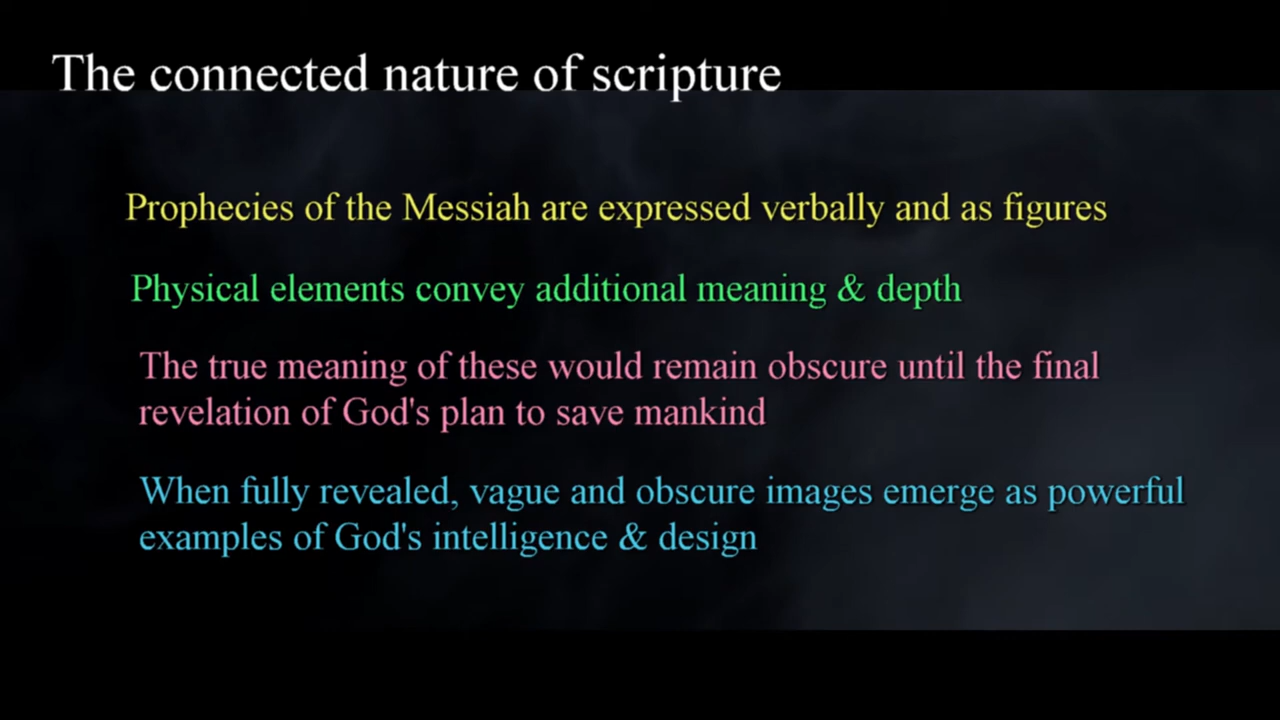 The connected nature of scripture
Prophecies of the Messiah are expressed verbally and as figures
Physical elements convey additional meaning & depth
The true meaning of these would remain obscure until the final
revelation of God's plan to save mankind
When fully revealed, vague and obscure images emerge as powerful
examples of God's intelligence & design